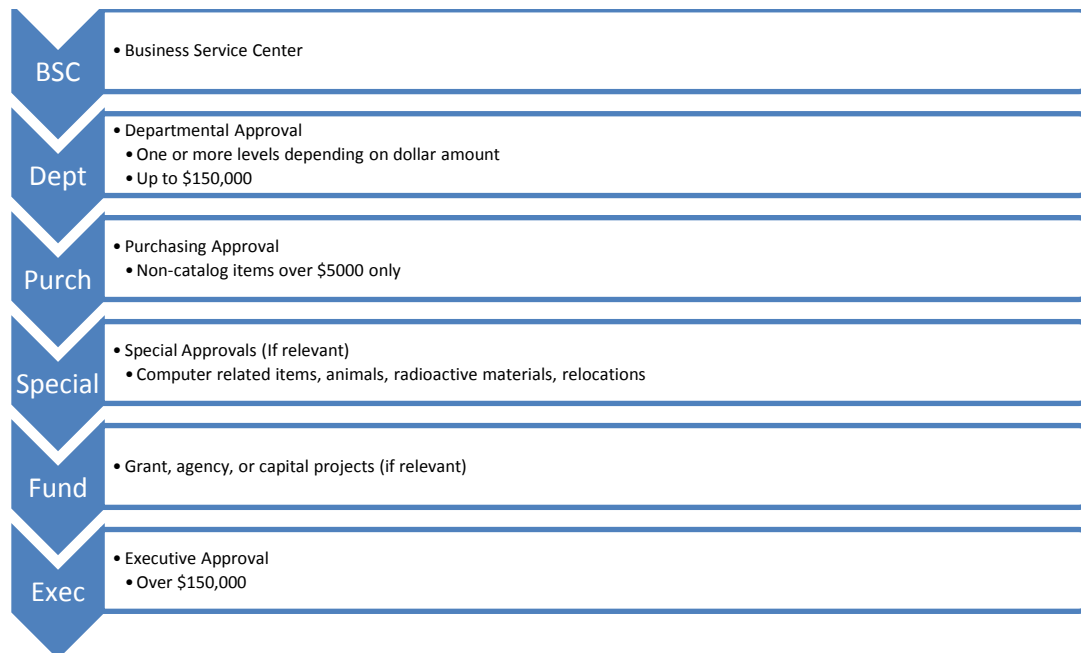 BSC
• Business Service Center
Dept
• Departmental Approval
• One or more levels depending on dollar amount
• Up to $150,000
Purch
• Purchasing Approval
• Non-catalog items over $5000 only
Special
• Special Approvals (If relevant)
• Computer related items, animals, radioactive materials, relocations
Fund
• Grant, agency, or capital projects (if relevant)
Exec
• Executive Approval
• Over $150,000